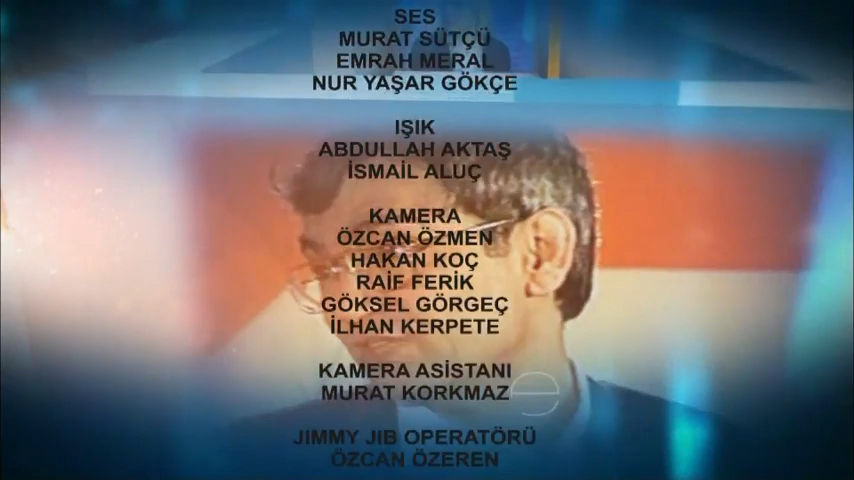 SES
MURAT SÜTÇÜ
EMRAH MERAL
NUR YAŞAR GÖKÇE
IŞIK
ABDULLAH AKTAŞ
İSMAİL ALUÇ
KAMERA
ÖZCAN ÖZMEN
HAKAN KOÇ
RAİF FERİK
GÖKSEL GÖRGEÇ
İLHAN KERPETE
KAMERA ASİSTANI
MURAT KORKMAZ
JIMMY JIB OPERATÖRÜ
ÖZCAN ÖZEREN